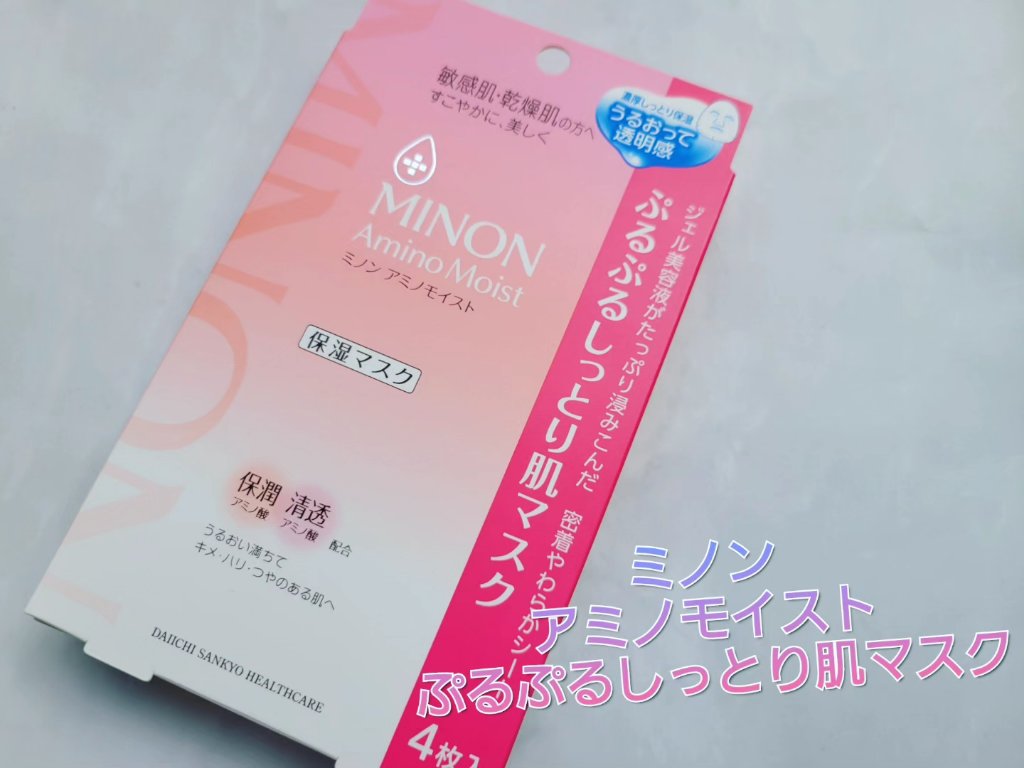 敏感肌・乾燥肌の方へ
すこやかに、美しく
濃厚しっとり保湿
うるおって
透明感
MINON
Amino Moist
ミノン アミノモイスト
保湿マスク
ジェル美容液がたっぷり浸みこんだ
ぷるぷるしっとり肌マスク
密着やわらかシー
4枚入
保潤 清透
アミノ酸 アミノ酸 配合
うるおい満ちて
キメ・ハリ・つやのある肌へ
DAIICHI SANKYO HEALTHCARE
MINON
ミノン
アミノモイスト
ぷるぷるしっとり肌マスク